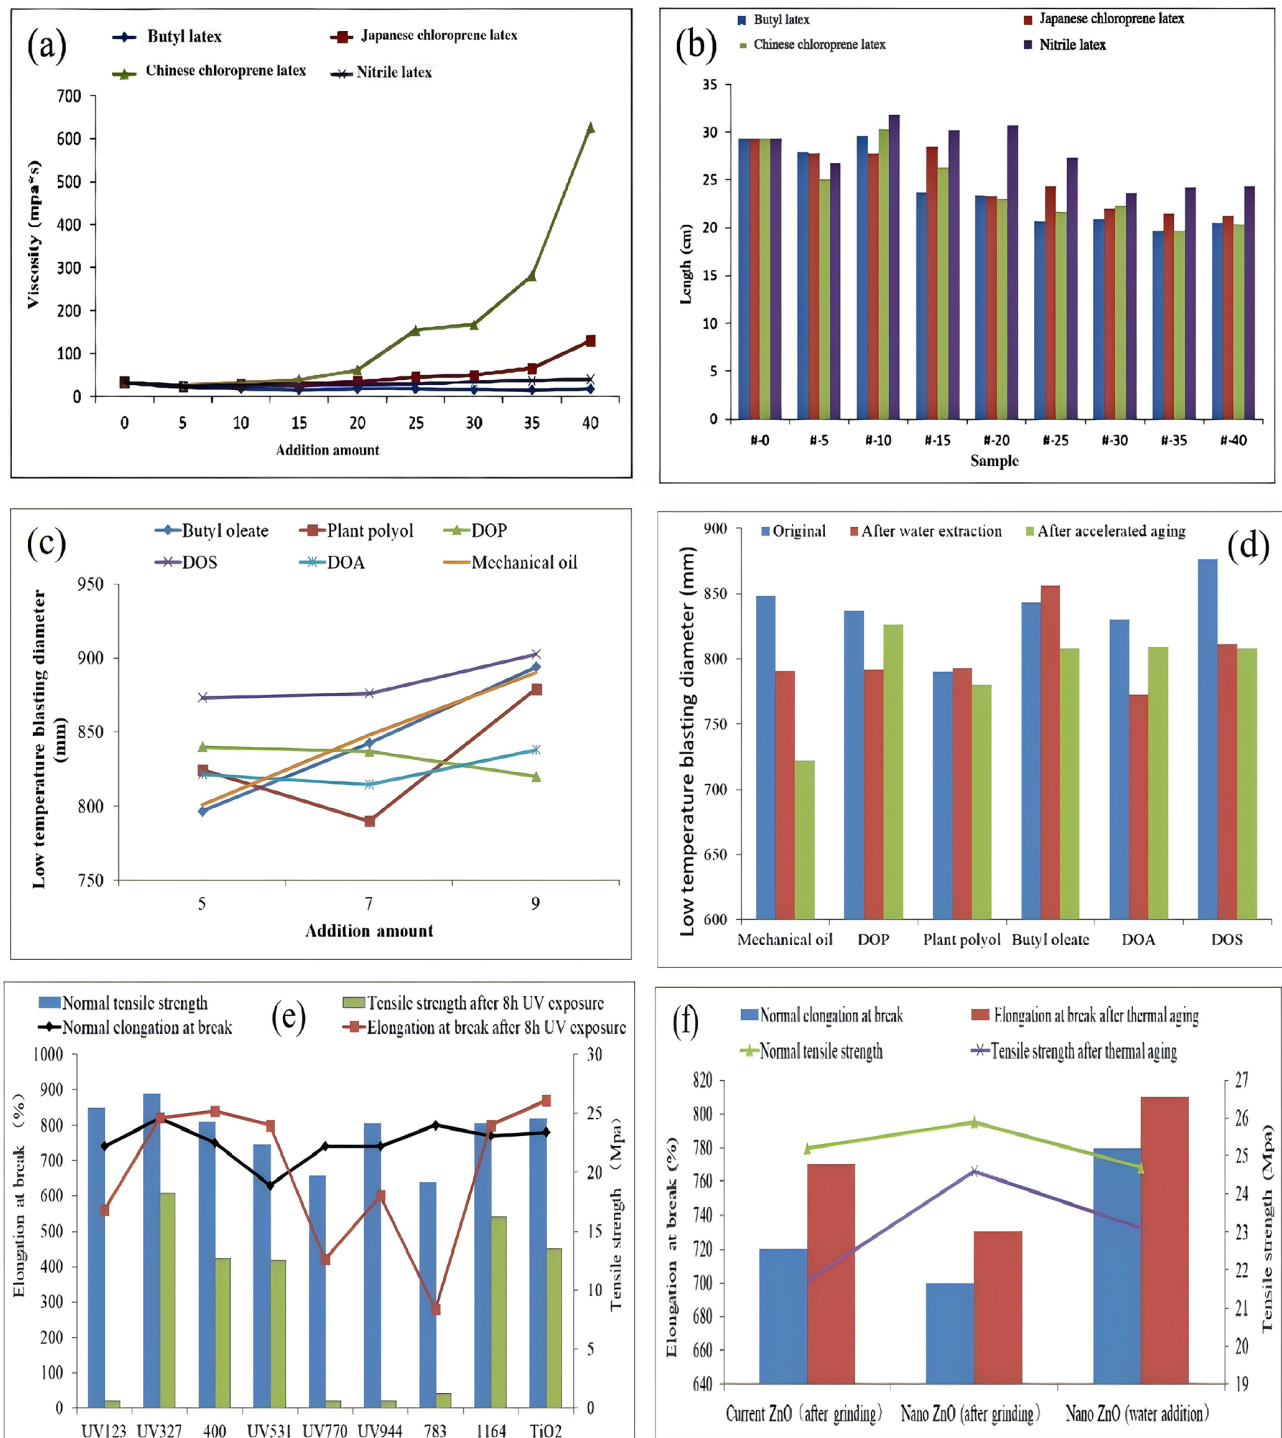 (a)
Butyl latex
Japanese chloroprene latex
Chinese chloroprene latex
Nitrile latex
700
600
500
400
300
200
100
0
Viscosity (mpa*s)
0 5 10 15 20 25 30 35 40
Addition amount
(b)
Butyl latex
Japanese chloroprene latex
Chinese chloroprene latex
Nitrile latex
35
30
25
20
15
10
5
0
Length (cm)
#-0 #-5 #-10 #-15 #-20 #-25 #-30 #-35 #-40
Sample
(c)
Butyl oleate Plant polyol DOP
DOS DOA Mechanical oil
950
900
850
800
750
Low temperature blasting diameter
(mm)
5 7 9
Addition amount
(d)
Original After water extraction After accelerated aging
900
850
800
750
700
650
600
Low temperature blasting diameter (mm)
Mechanical oil DOP Plant polyol Butyl oleate DOA DOS
(e)
Normal tensile strength Tensile strength after 8h UV exposure
Normal elongation at break Elongation at break after 8h UV exposure
1000
900
800
700
600
500
400
300
200
100
0
Elongation at break （%）
30
25
20
15
10
5
0
Tensile strength （Mpa）
UV123 UV327 400 UV531 UV770 UV944 783 1164 TiO2
(f)
Normal elongation at break Elongation at break after thermal aging
Normal tensile strength Tensile strength after thermal aging
820
800
780
760
740
720
700
680
660
640
Elongation at break (%)
27
26
25
24
23
22
21
20
19
Tensile strength (Mpa)
Current ZnO（after grinding） Nano ZnO (after grinding) Nano ZnO (water addition)